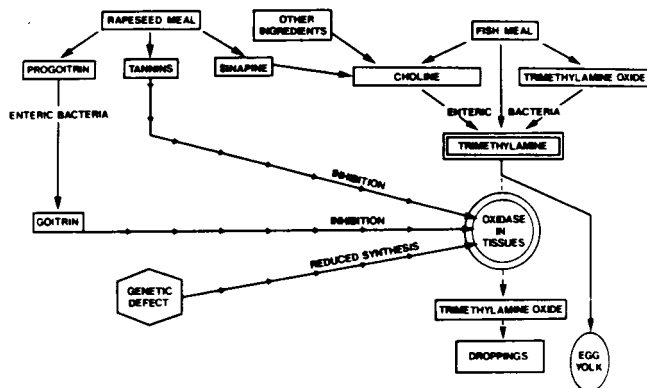 OTHER
INGREDIENTS
RAPESEED MEAL
FISH MEAL
PROGOITRIN
TANNINS
SINAPINE
CHOLINE
TRIMETHYLAMINE OXIDE
ENTERIC BACTERIA
ENTERIC BACTERIA
TRIMETHYLAMINE
INHIBITION
GOITRIN
INHIBITION
OXIDASE
IN
TISSUES
REDUCED SYNTHESIS
GENETIC
DEFECT
TRIMETHYLAMINE OXIDE
DROPPINGS
EGG
YOLK